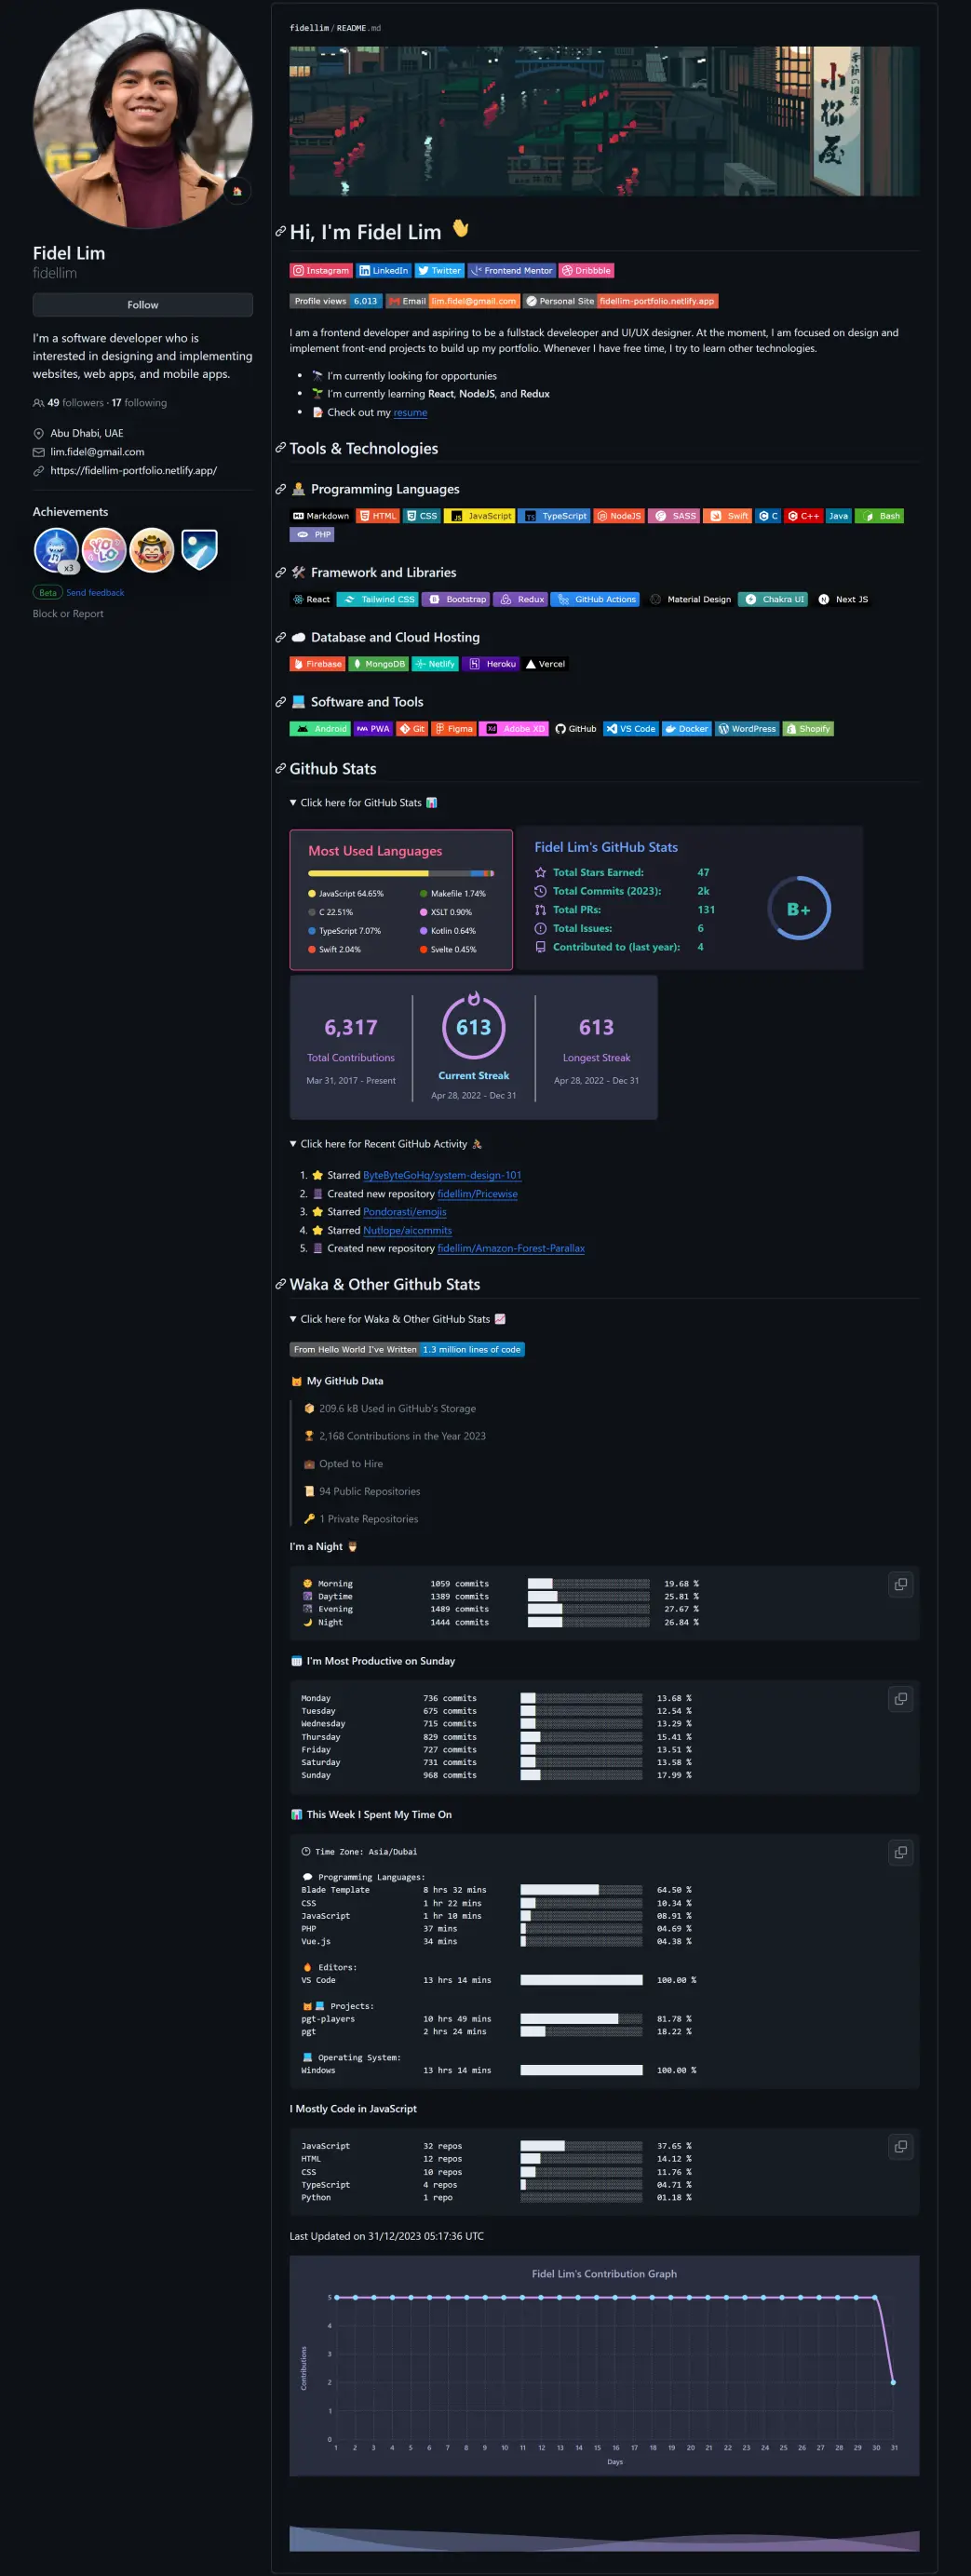 Fidel Lim
fidellim
Follow
I'm a software developer who is
interested in designing and implementing
websites, web apps, and mobile apps.
49 followers · 17 following
Abu Dhabi, UAE
lim.fidel@gmail.com
https://fidellim-portfolio.netlify.app/
Achievements
x3
YOLO
Beta Send feedback
Block or Report
fidellim / README.md
小松屋
Hi, I'm Fidel Lim 👋
Instagram LinkedIn Twitter Frontend Mentor Dribbble
Profile views 6,013 Email lim.fidel@gmail.com Personal Site fidellim-portfolio.netlify.app
I am a frontend developer and aspiring to be a fullstack develeoper and UI/UX designer. At the moment, I am focused on design and
implement front-end projects to build up my portfolio. Whenever I have free time, I try to learn other technologies.
• 🔭 I'm currently looking for opportunies
• 🌱 I'm currently learning React, NodeJS, and Redux
• 📝 Check out my resume
Tools & Technologies
👨‍💻 Programming Languages
Markdown HTML CSS JavaScript TypeScript NodeJS SASS Swift C C++ Java Bash
PHP
🛠 Framework and Libraries
React Tailwind CSS Bootstrap Redux GitHub Actions Material Design Chakra UI Next JS
☁️ Database and Cloud Hosting
Firebase MongoDB Netlify Heroku Vercel
💻 Software and Tools
Android PWA Git Figma Adobe XD GitHub VS Code Docker WordPress Shopify
Github Stats
▼ Click here for GitHub Stats 📊
Most Used Languages
JavaScript 64.65% Makefile 1.74%
C 22.51% XSLT 0.90%
TypeScript 7.07% Kotlin 0.64%
Swift 2.04% Svelte 0.45%
Fidel Lim's GitHub Stats
Total Stars Earned: 47
Total Commits (2023): 2k
Total PRs: 131
Total Issues: 6
Contributed to (last year): 4
B+
6,317 613 613
Total Contributions Current Streak Longest Streak
Mar 31, 2017 - Present Apr 28, 2022 - Dec 31 Apr 28, 2022 - Dec 31
▼ Click here for Recent GitHub Activity
1. ⭐ Starred ByteByteGoHq/system-design-101
2. Created new repository fidellim/Pricewise
3. ⭐ Starred Pondorasti/emojis
4. ⭐ Starred Nutlope/aicommits
5. Created new repository fidellim/Amazon-Forest-Parallax
Waka & Other Github Stats
▼ Click here for Waka & Other GitHub Stats 📈
From Hello World I've Written 1.3 million lines of code
🐱 My GitHub Data
📦 209.6 kB Used in GitHub's Storage
🏆 2,168 Contributions in the Year 2023
💼 Opted to Hire
📜 94 Public Repositories
🔑 1 Private Repositories
I'm a Night 🦉
🌞 Morning 1059 commits 19.68 %
🌆 Daytime 1389 commits 25.81 %
🌃 Evening 1489 commits 27.67 %
🌙 Night 1444 commits 26.84 %
📅 I'm Most Productive on Sunday
Monday 736 commits 13.68 %
Tuesday 675 commits 12.54 %
Wednesday 715 commits 13.29 %
Thursday 829 commits 15.41 %
Friday 727 commits 13.51 %
Saturday 731 commits 13.58 %
Sunday 968 commits 17.99 %
📊 This Week I Spent My Time On
🕑 Time Zone: Asia/Dubai
💬 Programming Languages:
Blade Template 8 hrs 32 mins 64.50 %
CSS 1 hr 22 mins 10.34 %
JavaScript 1 hr 10 mins 08.91 %
PHP 37 mins 04.69 %
Vue.js 34 mins 04.38 %
🔥 Editors:
VS Code 13 hrs 14 mins 100.00 %
🐱💻 Projects:
pgt-players 10 hrs 49 mins 81.78 %
pgt 2 hrs 24 mins 18.22 %
💻 Operating System:
Windows 13 hrs 14 mins 100.00 %
I Mostly Code in JavaScript
JavaScript 32 repos 37.65 %
HTML 12 repos 14.12 %
CSS 10 repos 11.76 %
TypeScript 4 repos 04.71 %
Python 1 repo 01.18 %
Last Updated on 31/12/2023 05:17:36 UTC
Fidel Lim's Contribution Graph
5
4
3
2
1
0
Contributions
1 2 3 4 5 6 7 8 9 10 11 12 13 14 15 16 17 18 19 20 21 22 23 24 25 26 27 28 29 30 31
Days